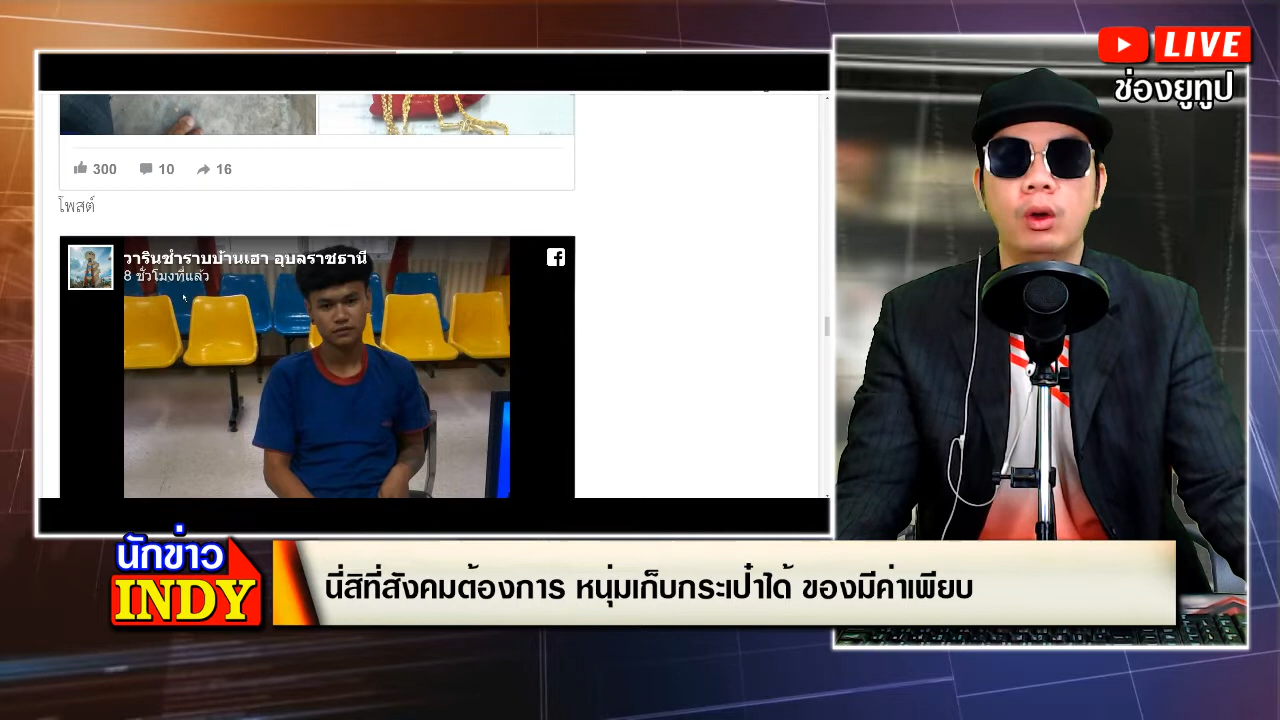 LIVE
ช่องยูทูป
300 10 16
โพสต์
วารินชำราบบ้านเฮา อุบลราชธานี
8 ชั่วโมงที่แล้ว
นักข่าว
INDY
นี่สิที่สังคมต้องการ หนุ่มเก็บกระเป๋าได้ ของมีค่าเพียบ